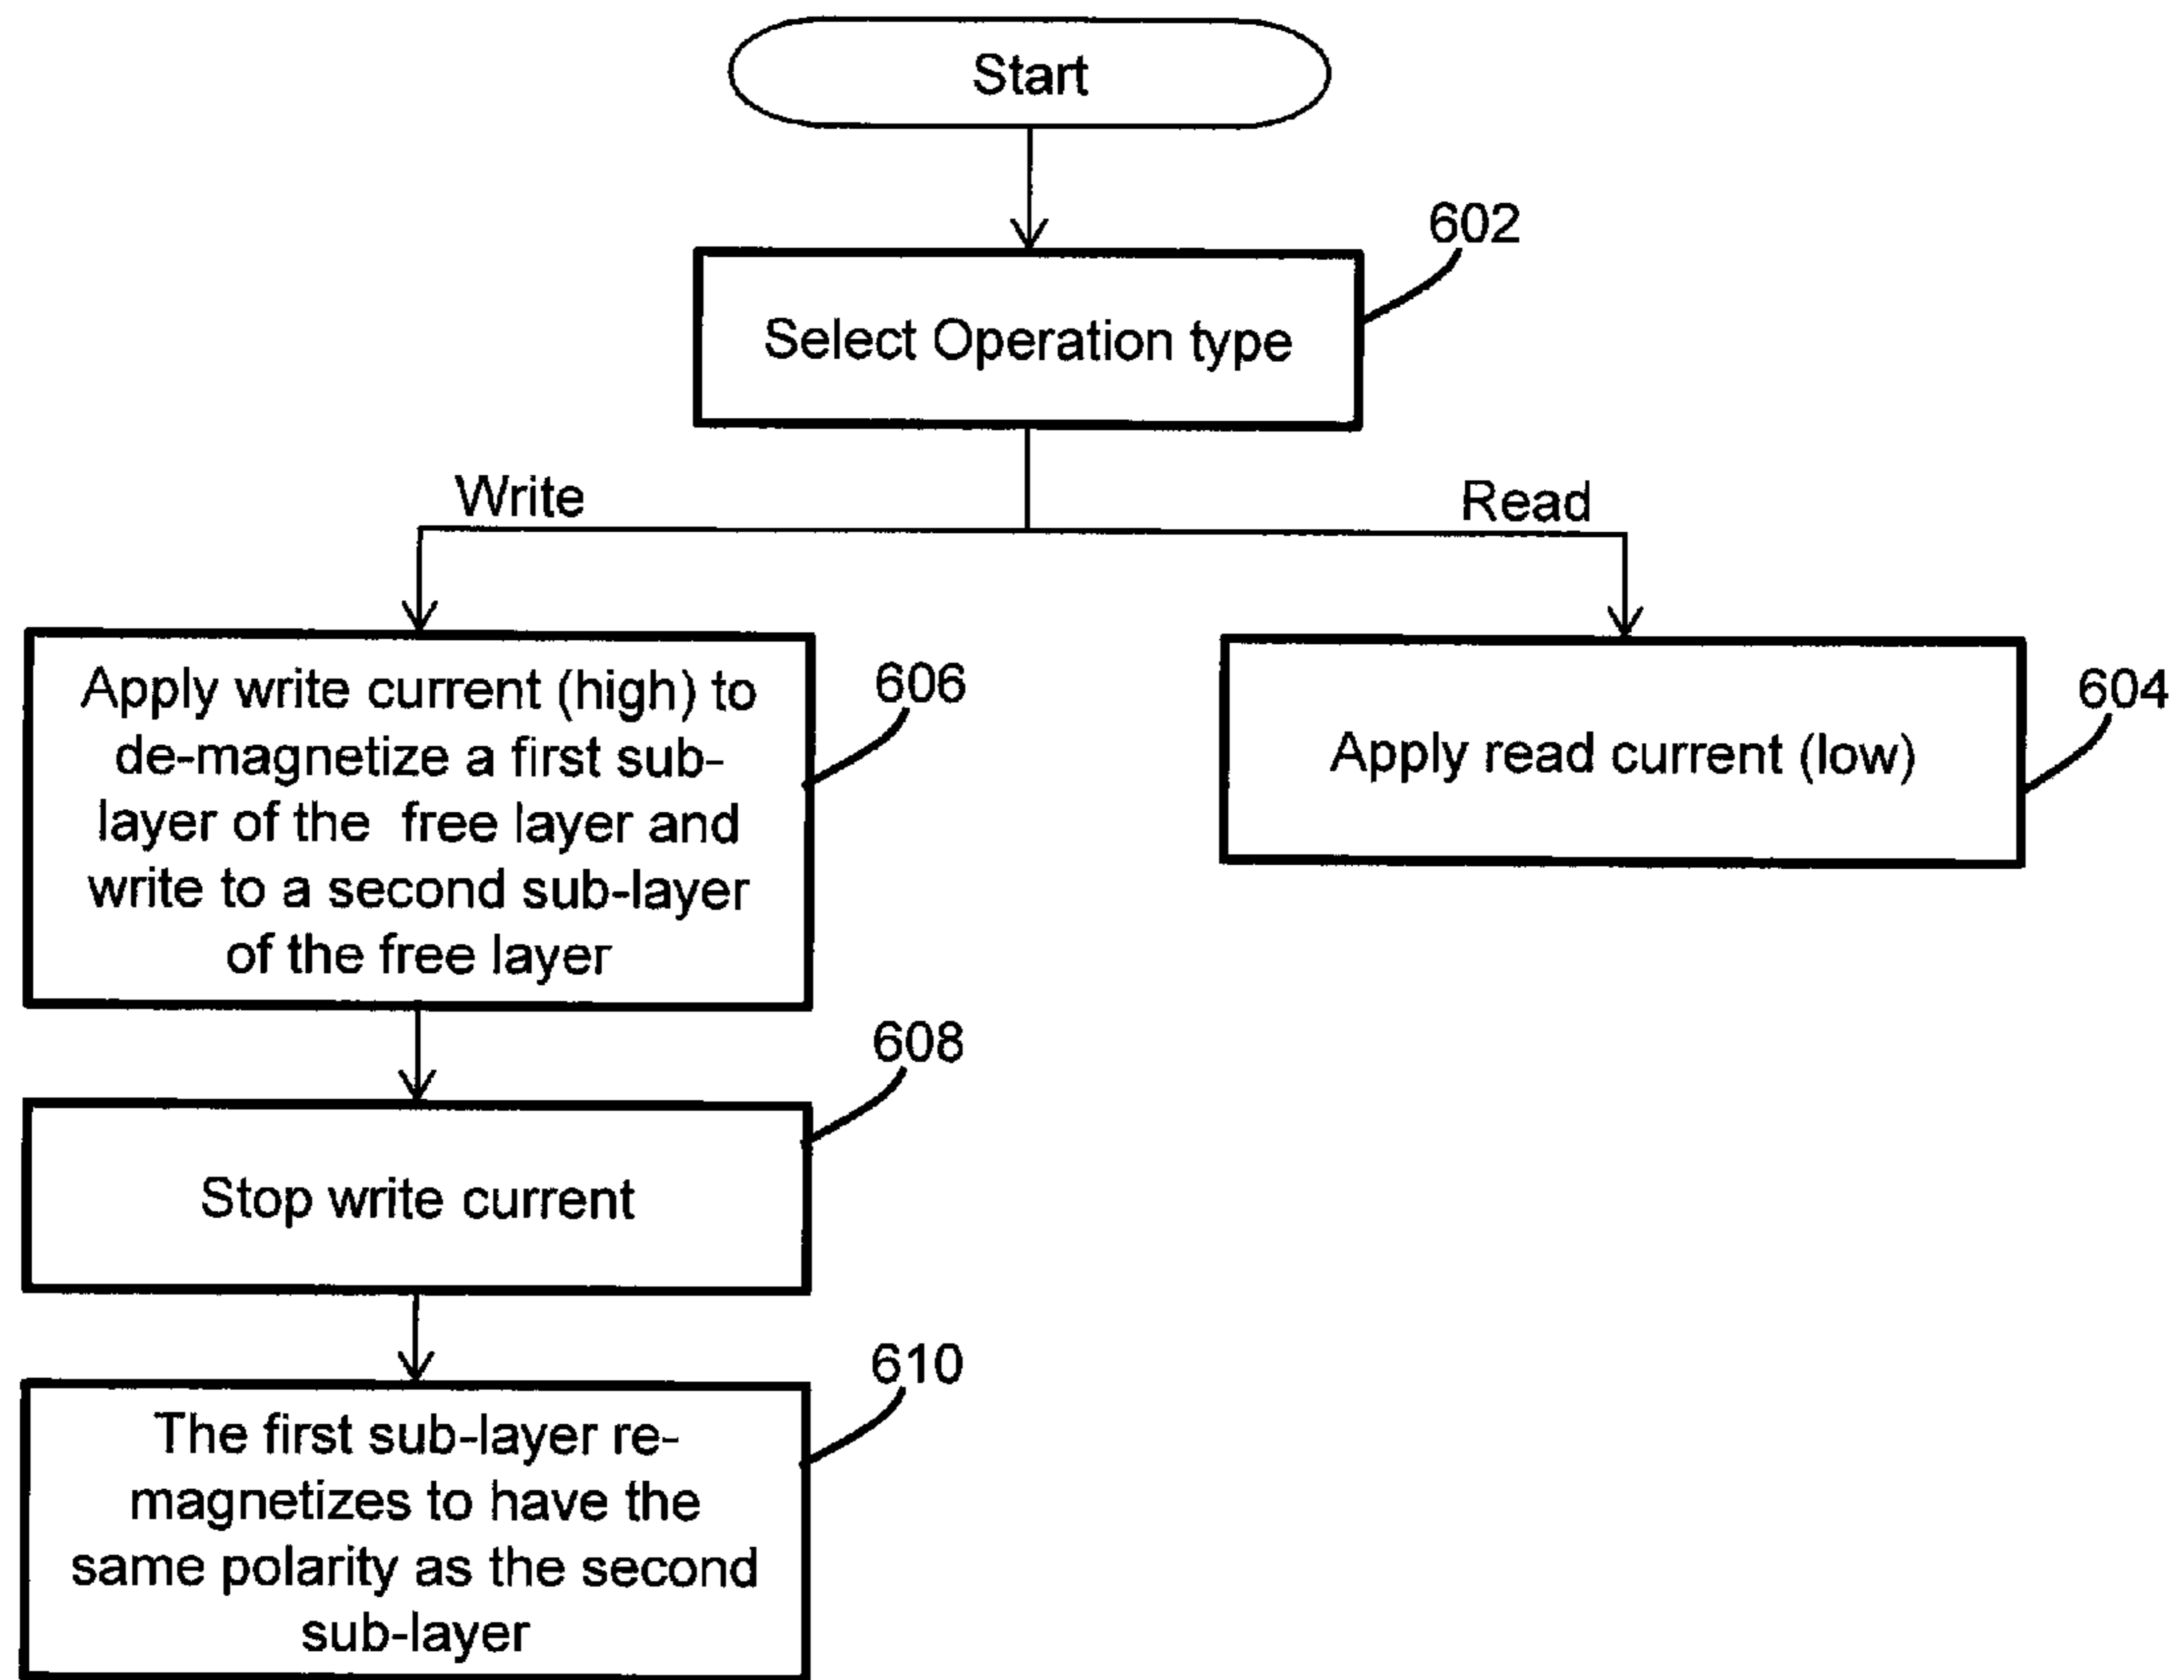 Start
602
Select Operation type
Write
Read
Apply write current (high) to
de-magnetize a first sub-
layer of the free layer and
write to a second sub-layer
of the free layer
606
Apply read current (low)
604
608
Stop write current
610
The first sub-layer re-
magnetizes to have the
same polarity as the second
sub-layer